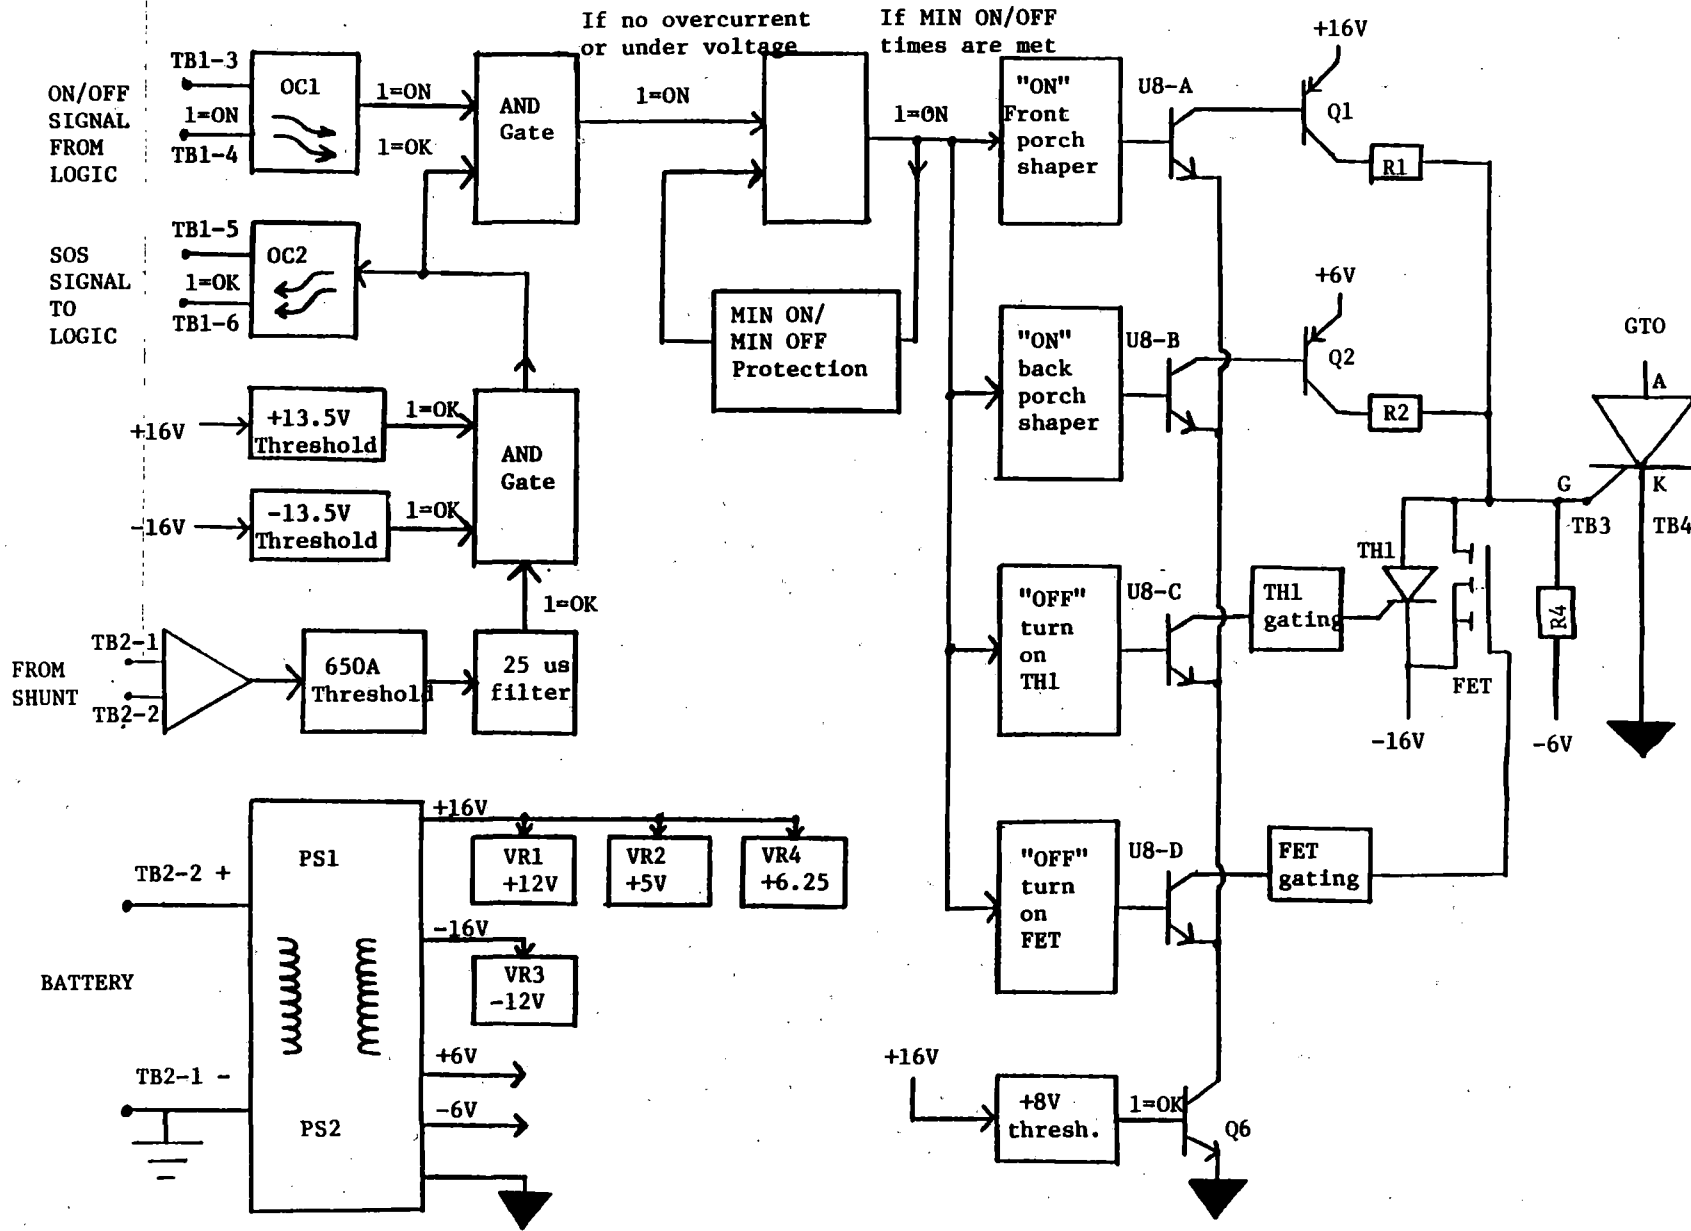 If no overcurrent
or under voltage
If MIN ON/OFF
times are met
+16V
TB1-3
ON/OFF
SIGNAL
FROM
LOGIC
1=ON
TB1-4
OC1
1=ON
1=OK
AND
Gate
1=ON
1=ON
"ON"
Front
porch
shaper
U8-A
Q1
R1
TB1-5
SOS
SIGNAL
TO
LOGIC
1=OK
TB1-6
OC2
MIN ON/
MIN OFF
Protection
"ON"
back
porch
shaper
U8-B
+6V
Q2
R2
GTO
A
G
K
TB3
TB4
+16V
+13.5V
Threshold
1=OK
-16V
-13.5V
Threshold
1=OK
AND
Gate
1=OK
FROM
SHUNT
TB2-1
TB2-2
650A
Threshold
25 us
filter
"OFF"
turn
on
TH1
U8-C
TH1
gating
TH1
FET
R4
-16V
-6V
BATTERY
TB2-2 +
TB2-1 -
PS1
PS2
+16V
VR1
+12V
VR2
+5V
VR4
+6.25
-16V
VR3
-12V
+6V
-6V
"OFF"
turn
on
FET
U8-D
FET
gating
+16V
+8V
thresh.
1=OK
Q6